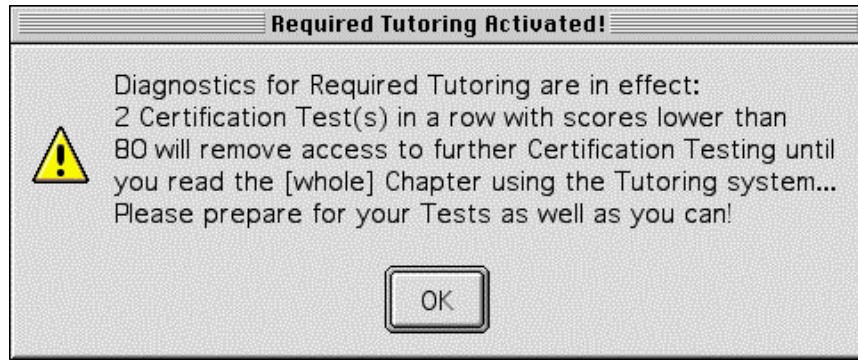 Required Tutoring Activated!
Diagnostics for Required Tutoring are in effect:
2 Certification Test(s) in a row with scores lower than
80 will remove access to further Certification Testing until
you read the [whole] Chapter using the Tutoring system...
Please prepare for your Tests as well as you can!
OK